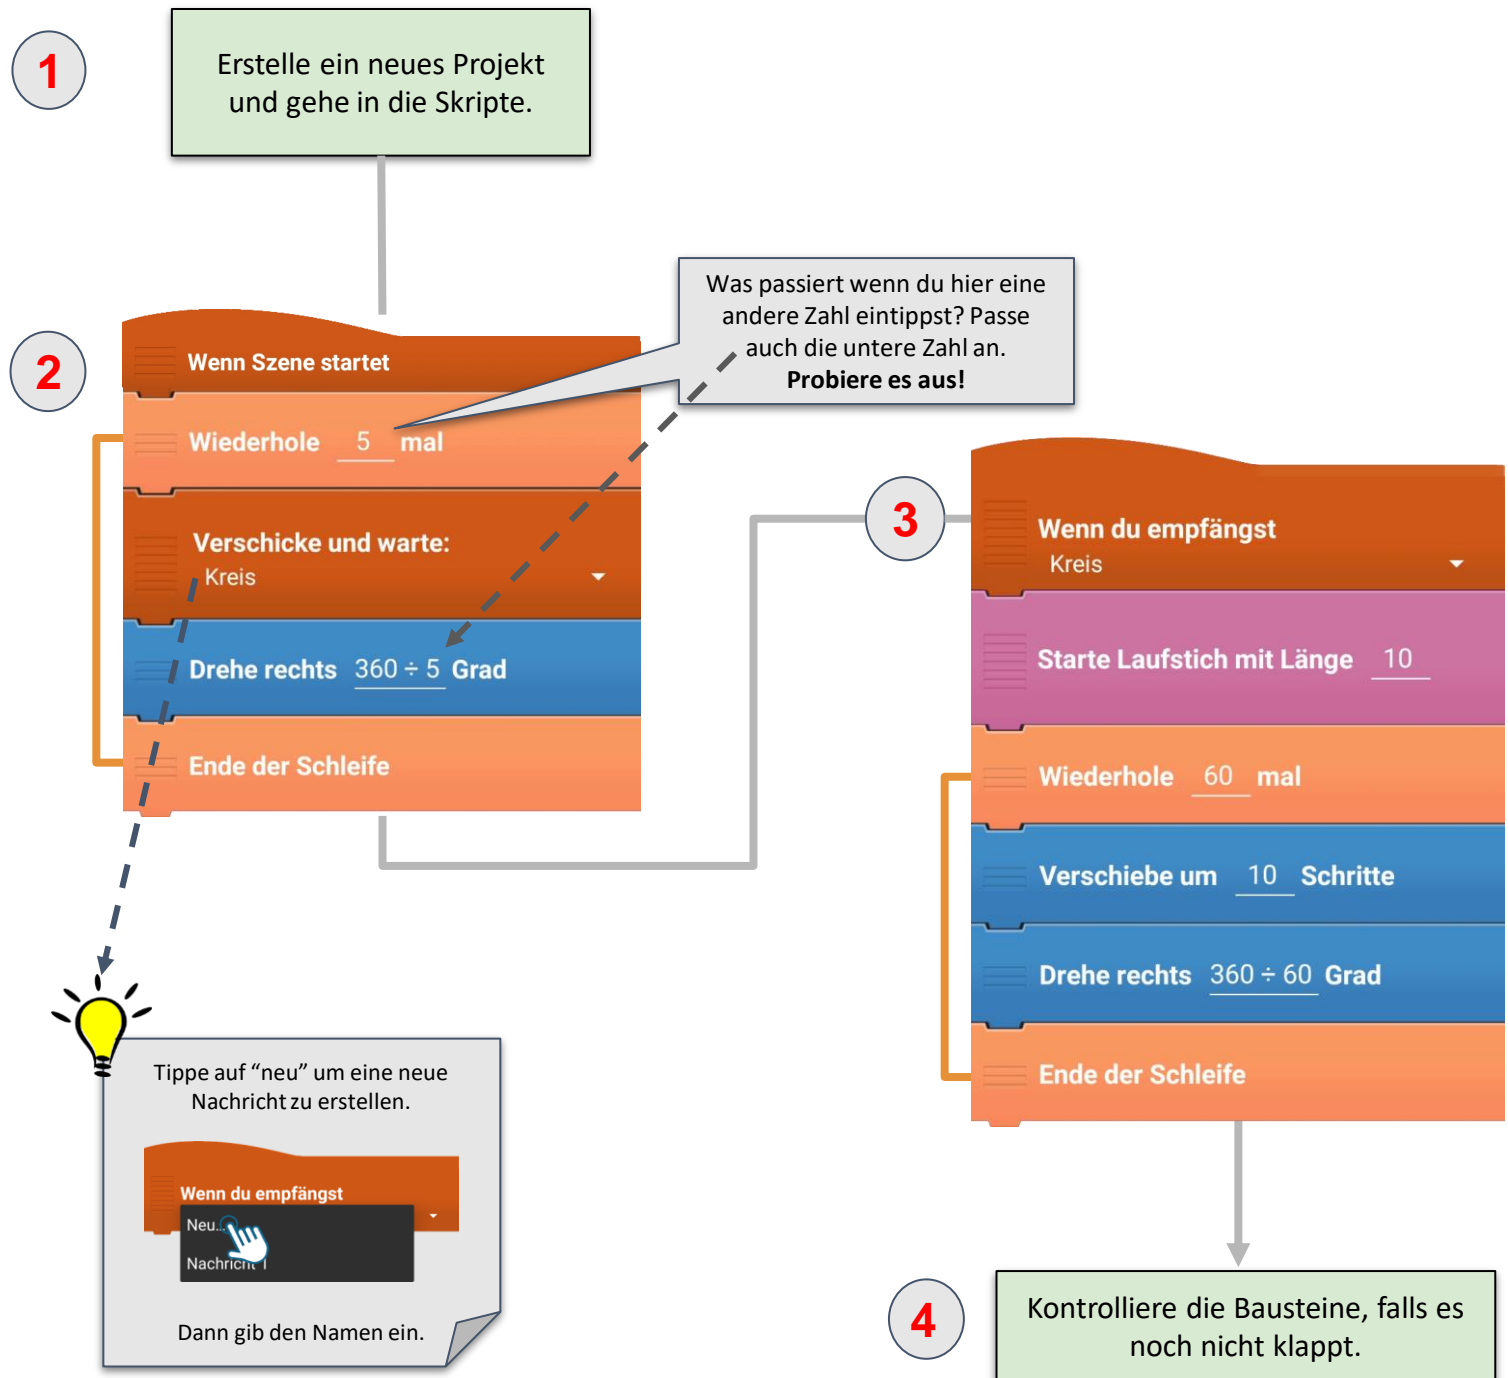 1
Erstelle ein neues Projekt
und gehe in die Skripte.
2
Wenn Szene startet
Wiederhole 5 mal
Verschicke und warte:
Kreis
Drehe rechts 360 ÷ 5 Grad
Ende der Schleife
Was passiert wenn du hier eine
andere Zahl eintippst? Passe
auch die untere Zahl an.
Probiere es aus!
Tippe auf “neu” um eine neue
Nachricht zu erstellen.
Wenn du empfängst
Neu...
Nachricht 1
Dann gib den Namen ein.
3
Wenn du empfängst
Kreis
Starte Laufstich mit Länge 10
Wiederhole 60 mal
Verschiebe um 10 Schritte
Drehe rechts 360 ÷ 60 Grad
Ende der Schleife
4
Kontrolliere die Bausteine, falls es
noch nicht klappt.